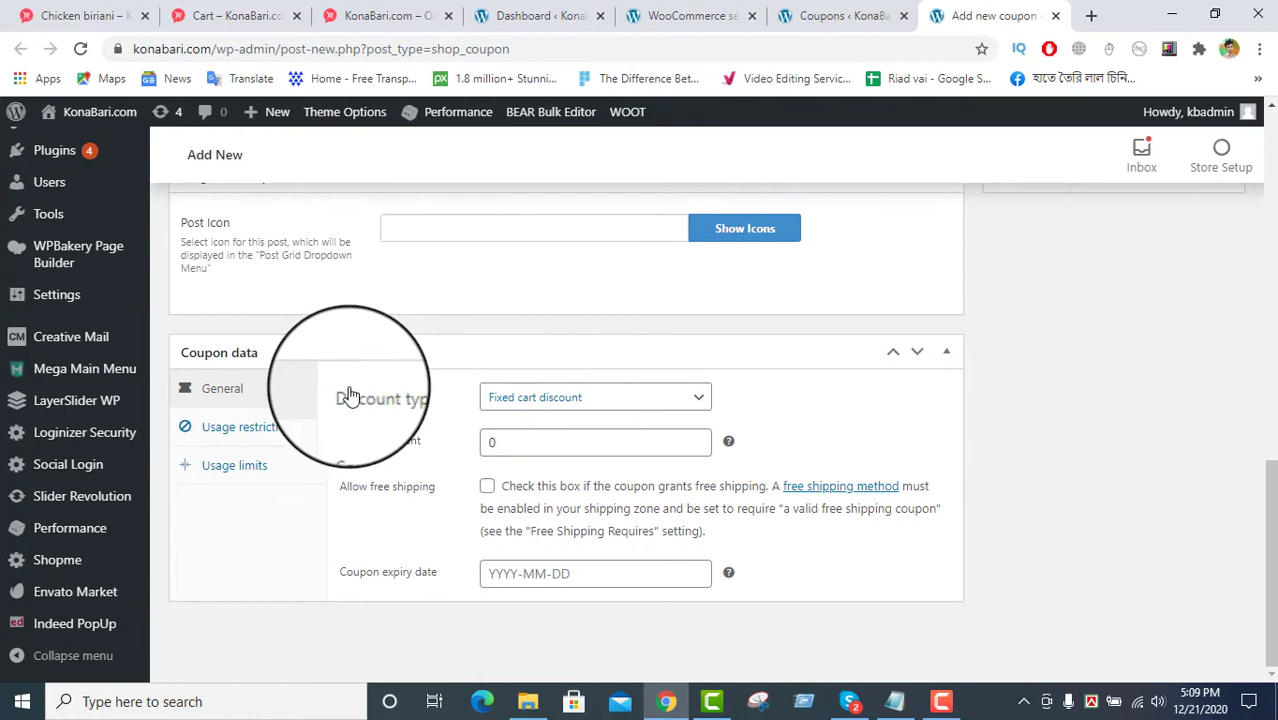 Chicken biriani – K
Cart – KonaBari.com
KonaBari.com – O
Dashboard ‹ Kona
WooCommerce se
Coupons ‹ KonaBa
Add new coupon ‹
konabari.com/wp-admin/post-new.php?post_type=shop_coupon
Apps
Maps
News
Translate
Home - Free Transp...
1.8 million+ Stunni...
The Difference Bet...
Video Editing Servic...
Riad vai - Google S...
হাতে তৈরি লাল চিনি...
»
KonaBari.com
4
0
New
Theme Options
Performance
BEAR Bulk Editor
WOOT
Howdy, kbadmin
Plugins 4
Users
Tools
WPBakery Page
Builder
Settings
Creative Mail
Mega Main Menu
LayerSlider WP
Loginizer Security
Social Login
Slider Revolution
Performance
Shopme
Envato Market
Indeed PopUp
Collapse menu
Add New
Inbox
Store Setup
Post Icon
Select icon for this post, which will be
displayed in the "Post Grid Dropdown
Menu"
Show Icons
Coupon data
General
Usage restricti
Usage limits
count typ
Fixed cart discount
0
Allow free shipping
Check this box if the coupon grants free shipping. A free shipping method must
be enabled in your shipping zone and be set to require "a valid free shipping coupon"
(see the "Free Shipping Requires" setting).
Coupon expiry date
YYYY-MM-DD
Type here to search
2
5:09 PM
12/21/2020